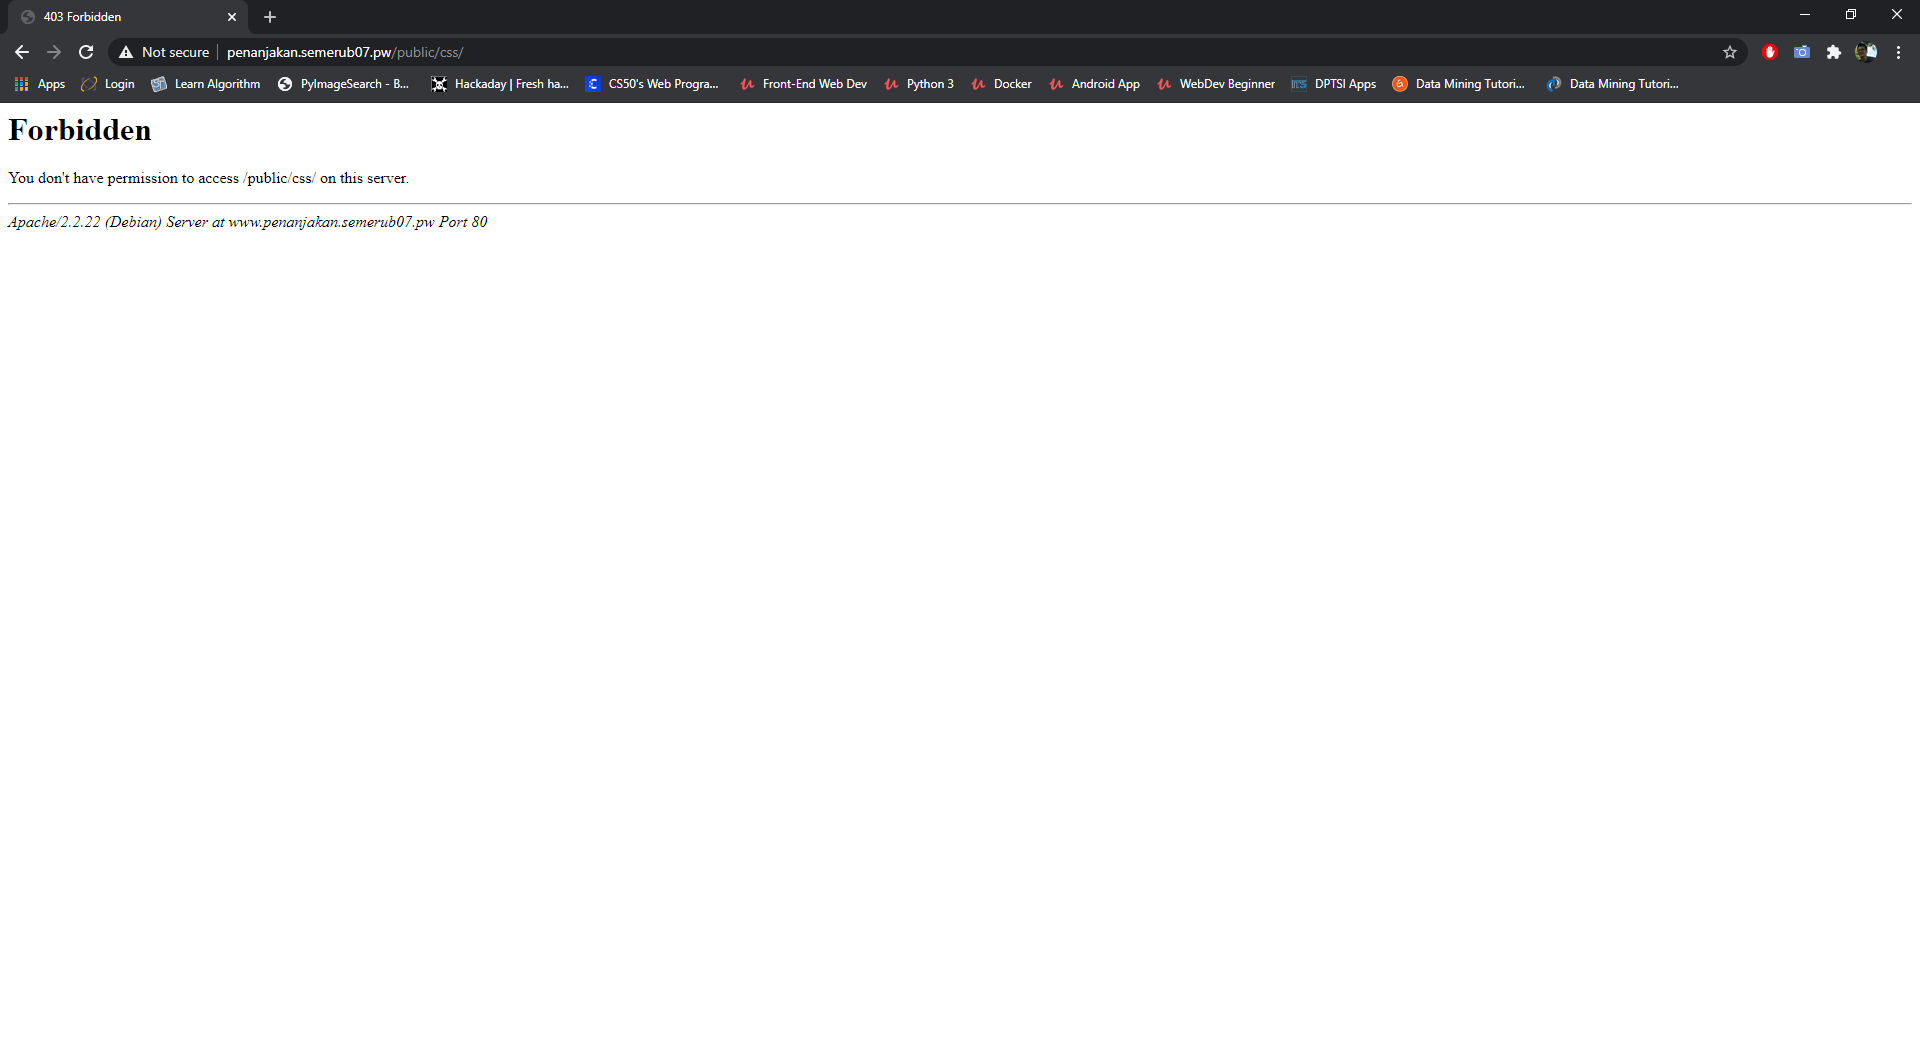 403 Forbidden
Not secure
penanjakan.semerub07.pw/public/css/
Apps
Login
Learn Algorithm
PyImageSearch - B...
Hackaday | Fresh ha...
CS50's Web Progra...
Front-End Web Dev
Python 3
Docker
Android App
WebDev Beginner
DPTSI Apps
Data Mining Tutori...
Data Mining Tutori...
Forbidden
You don't have permission to access /public/css/ on this server.
Apache/2.2.22 (Debian) Server at www.penanjakan.semerub07.pw Port 80